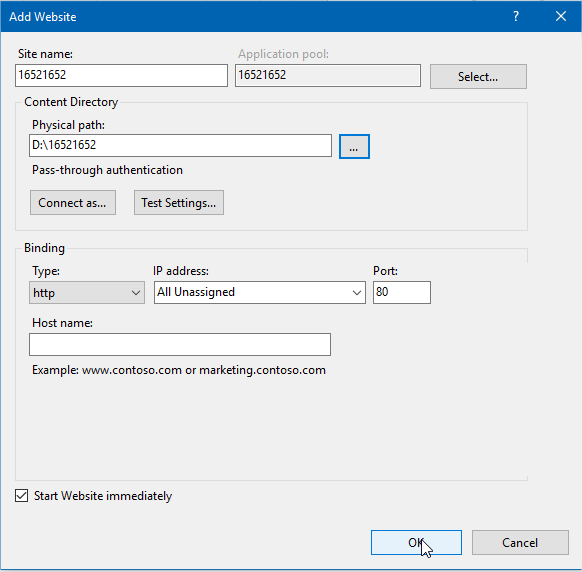 Add Website
?
Site name: Application pool:
16521652 16521652 Select...
Content Directory
Physical path:
D:\16521652 ...
Pass-through authentication
Connect as... Test Settings...
Binding
Type: IP address: Port:
http All Unassigned 80
Host name:
Example: www.contoso.com or marketing.contoso.com
Start Website immediately
OK Cancel